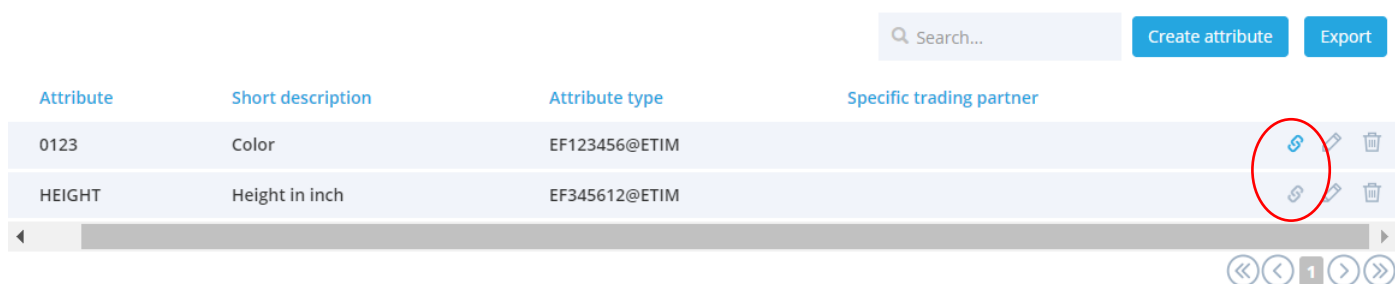 Search... Create attribute Export
Attribute Short description Attribute type Specific trading partner
0123 Color EF123456@ETIM
HEIGHT Height in inch EF345612@ETIM
1